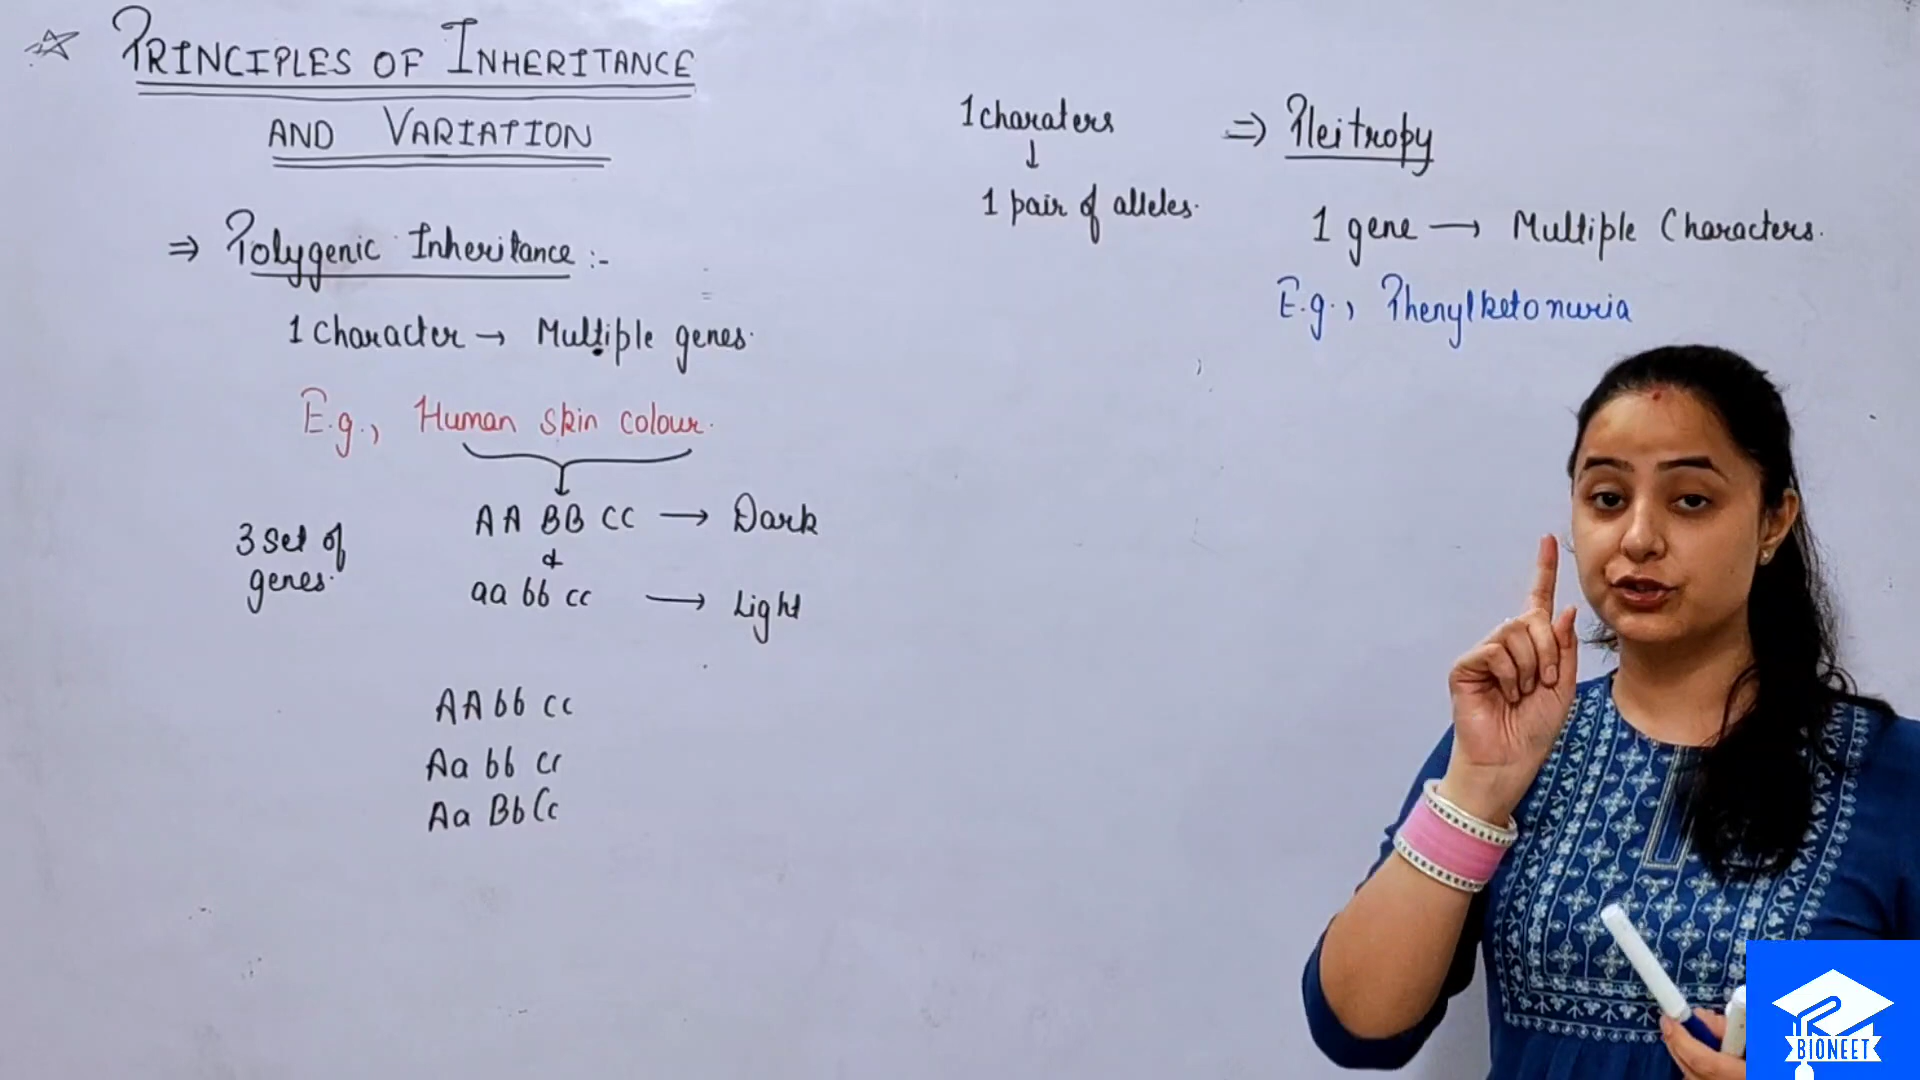 PRINCIPLES OF INHERITANCE
AND VARIATION
⇒ Polygenic Inheritance :-
1 Character → Multiple genes.
E.g., Human skin colour.
3 set of
genes.
AA BB CC → Dark
&
aa bb cc → Light
AA bb cc
Aa bb cc
Aa Bb Cc
1 charaters
↓
1 pair of alleles.
⇒ Pleitropy
1 gene → Multiple Characters.
E.g., Phenylketonuria
BIONEET